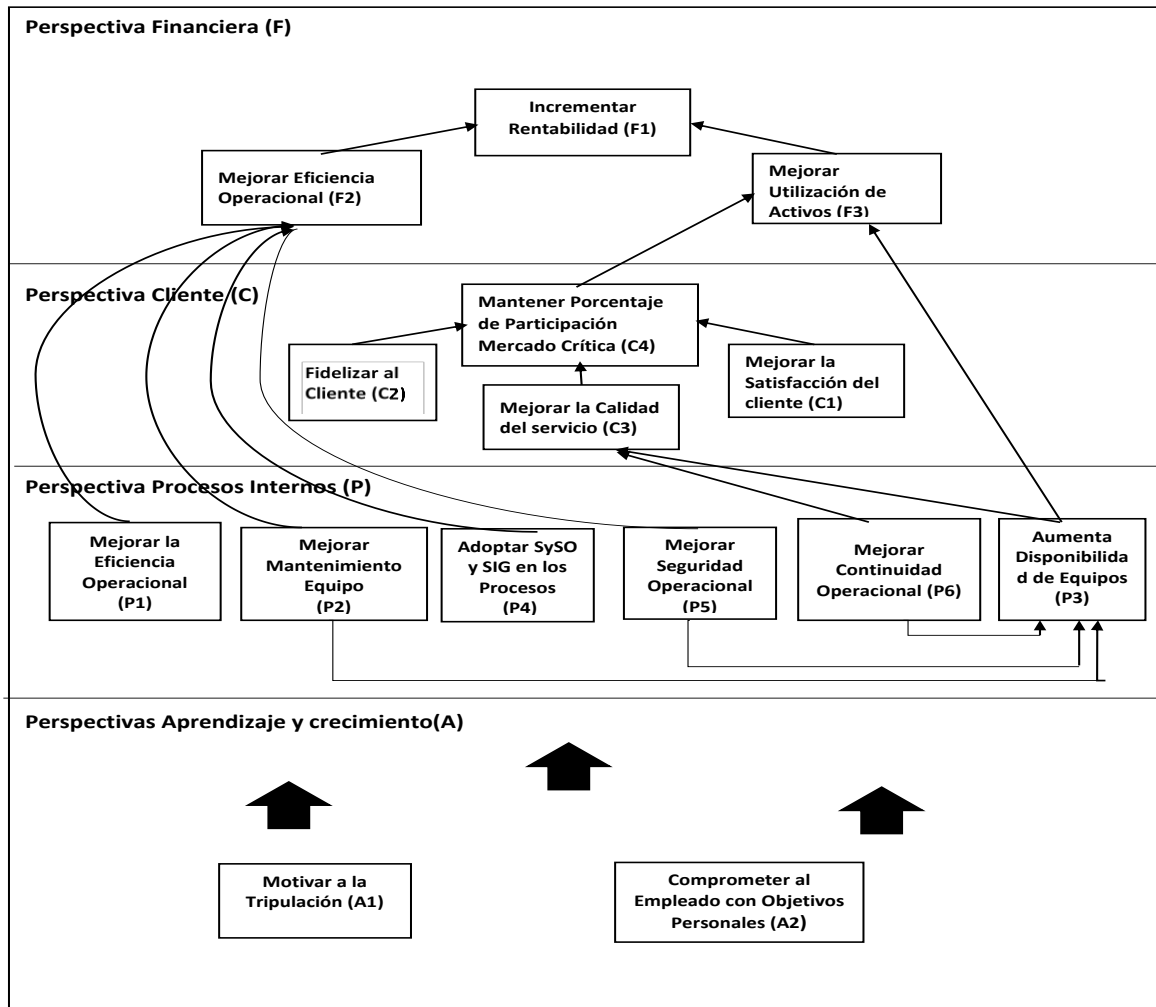 Perspectiva Financiera (F)
Incrementar
Rentabilidad (F1)
Mejorar Eficiencia
Operacional (F2)
Mejorar
Utilización de
Activos (F3)
Perspectiva Cliente (C)
Mantener Porcentaje
de Participación
Mercado Crítica (C4)
Fidelizar al
Cliente (C2)
Mejorar la
Satisfacción del
cliente (C1)
Mejorar la Calidad
del servicio (C3)
Perspectiva Procesos Internos (P)
Mejorar la
Eficiencia
Operacional
(P1)
Mejorar
Mantenimiento
Equipo
(P2)
Adoptar SySO
y SIG en los
Procesos
(P4)
Mejorar
Seguridad
Operacional
(P5)
Mejorar
Continuidad
Operacional (P6)
Aumenta
Disponibilida
d de Equipos
(P3)
Perspectivas Aprendizaje y crecimiento(A)
Motivar a la
Tripulación (A1)
Comprometer al
Empleado con Objetivos
Personales (A2)